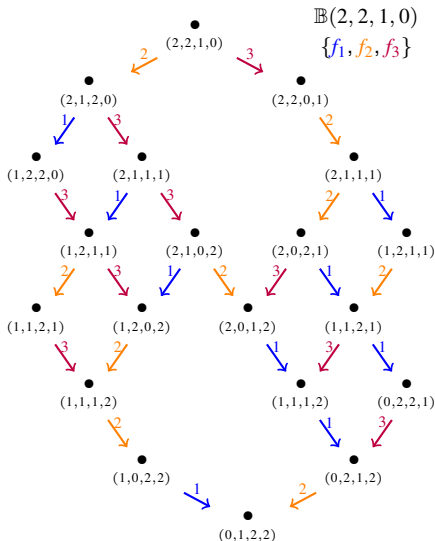 𝔹(2,2,1,0)
{f₁, f₂, f₃}
(2,2,1,0)
2 3
(2,1,2,0) (2,2,0,1)
1 3 2
(1,2,2,0) (2,1,1,1) (2,1,1,1)
3 1 3 2 1
(1,2,1,1) (2,1,0,2) (2,0,2,1) (1,2,1,1)
2 3 1 2 3 1 2
(1,1,2,1) (1,2,0,2) (2,0,1,2) (1,1,2,1)
3 2 1 3 1
(1,1,1,2) (1,1,1,2) (0,2,2,1)
2 1 3
(1,0,2,2) (0,2,1,2)
1 2
(0,1,2,2)